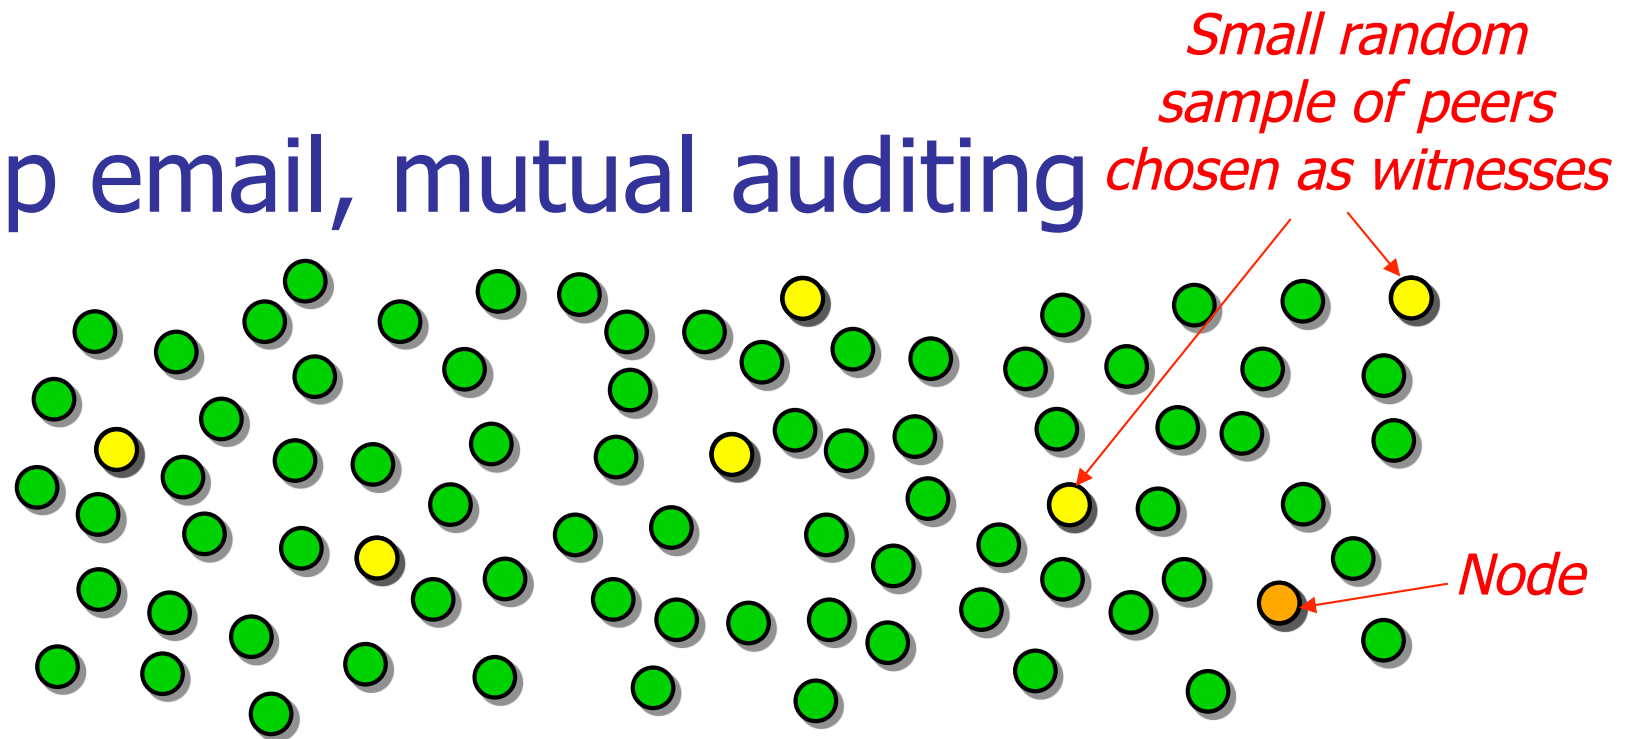 Small random
sample of peers
chosen as witnesses
p email, mutual auditing
Node